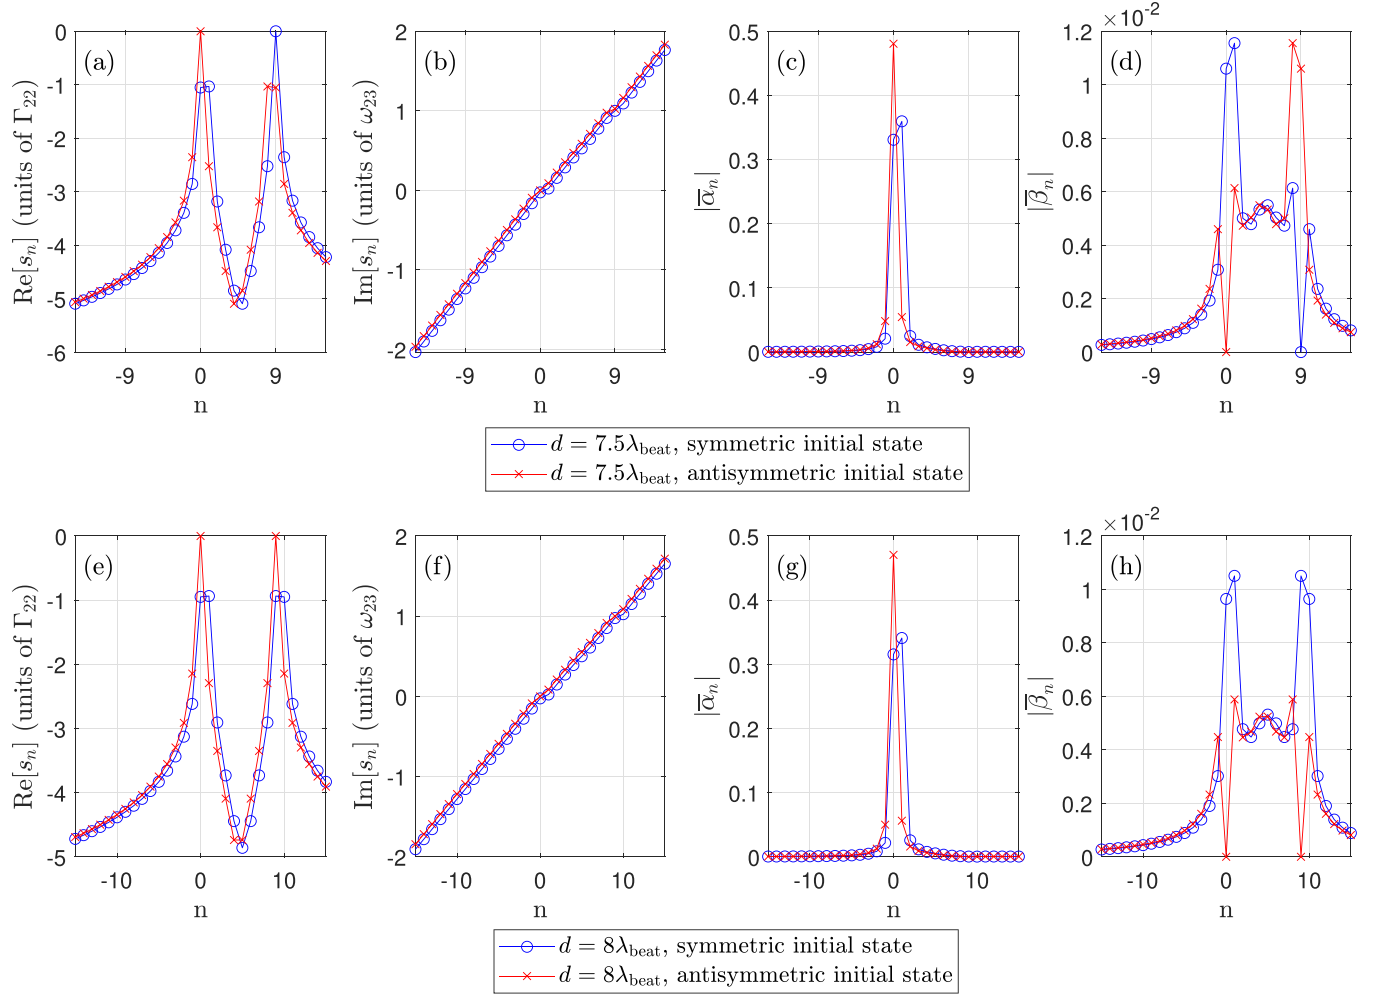 (a)
0
-1
-2
-3
-4
-5
-6
-9
0
9
n
Re[sₙ] (units of Γ₂₂)
(b)
2
1
0
-1
-2
-9
0
9
n
Im[sₙ] (units of ω₂₃)
(c)
0.5
0.4
0.3
0.2
0.1
0
-9
0
9
n
|α̅ₙ|
(d)
×10⁻²
1.2
1
0.8
0.6
0.4
0.2
0
-9
0
9
n
|β̅ₙ|
d = 7.5λ_beat, symmetric initial state
d = 7.5λ_beat, antisymmetric initial state
(e)
0
-1
-2
-3
-4
-5
-10
0
10
n
Re[sₙ] (units of Γ₂₂)
(f)
2
1
0
-1
-2
-10
0
10
n
Im[sₙ] (units of ω₂₃)
(g)
0.5
0.4
0.3
0.2
0.1
0
-10
0
10
n
|α̅ₙ|
(h)
×10⁻²
1.2
1
0.8
0.6
0.4
0.2
0
-10
0
10
n
|β̅ₙ|
d = 8λ_beat, symmetric initial state
d = 8λ_beat, antisymmetric initial state